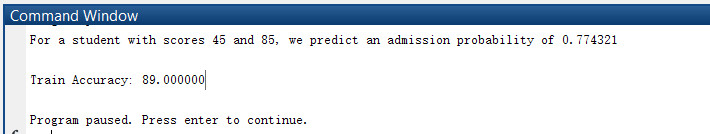 Command Window
For a student with scores 45 and 85, we predict an admission probability of 0.774321
Train Accuracy: 89.000000
Program paused. Press enter to continue.